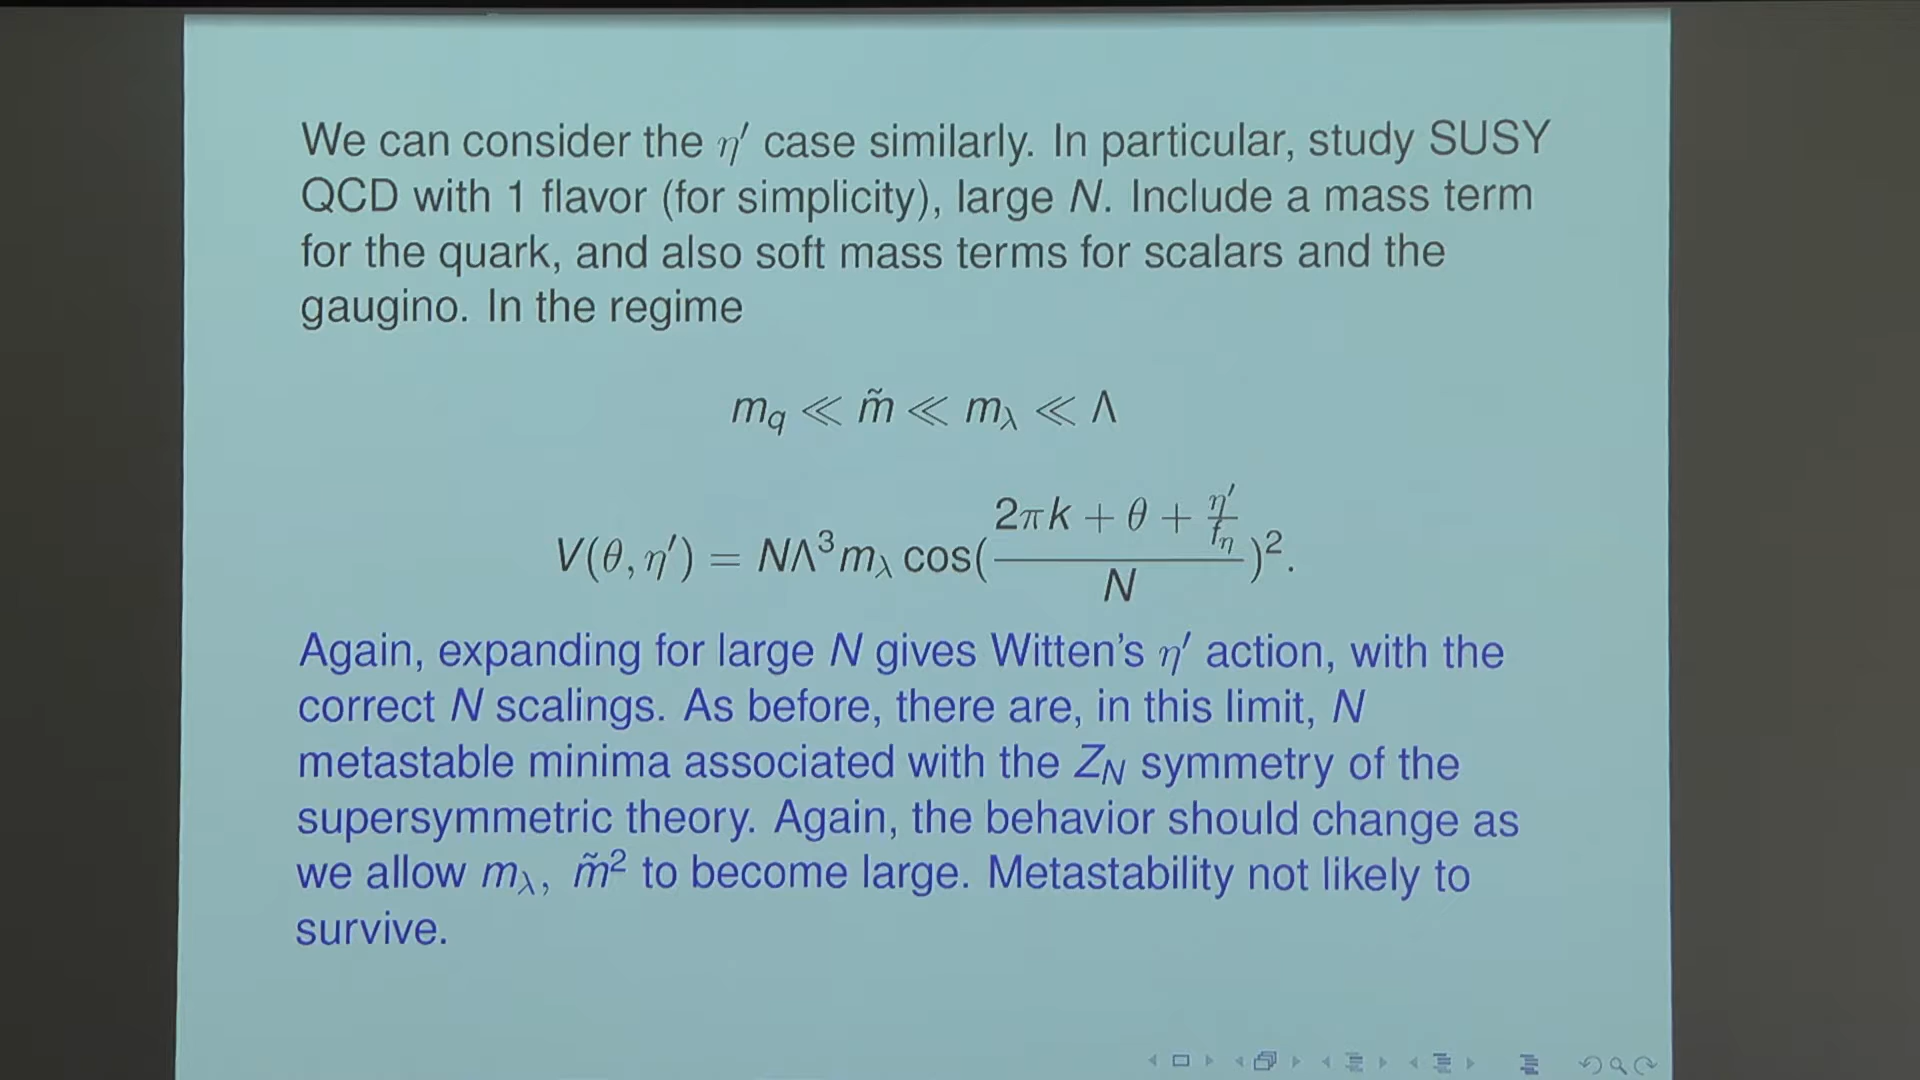 We can consider the η′ case similarly. In particular, study SUSY
QCD with 1 flavor (for simplicity), large N. Include a mass term
for the quark, and also soft mass terms for scalars and the
gaugino. In the regime
m_q ≪ m̃ ≪ m_λ ≪ Λ
V(θ, η′) = NΛ³m_λ cos((2πk + θ + η′/f_η)/N)².
Again, expanding for large N gives Witten's η′ action, with the
correct N scalings. As before, there are, in this limit, N
metastable minima associated with the Z_N symmetry of the
supersymmetric theory. Again, the behavior should change as
we allow m_λ, m̃² to become large. Metastability not likely to
survive.